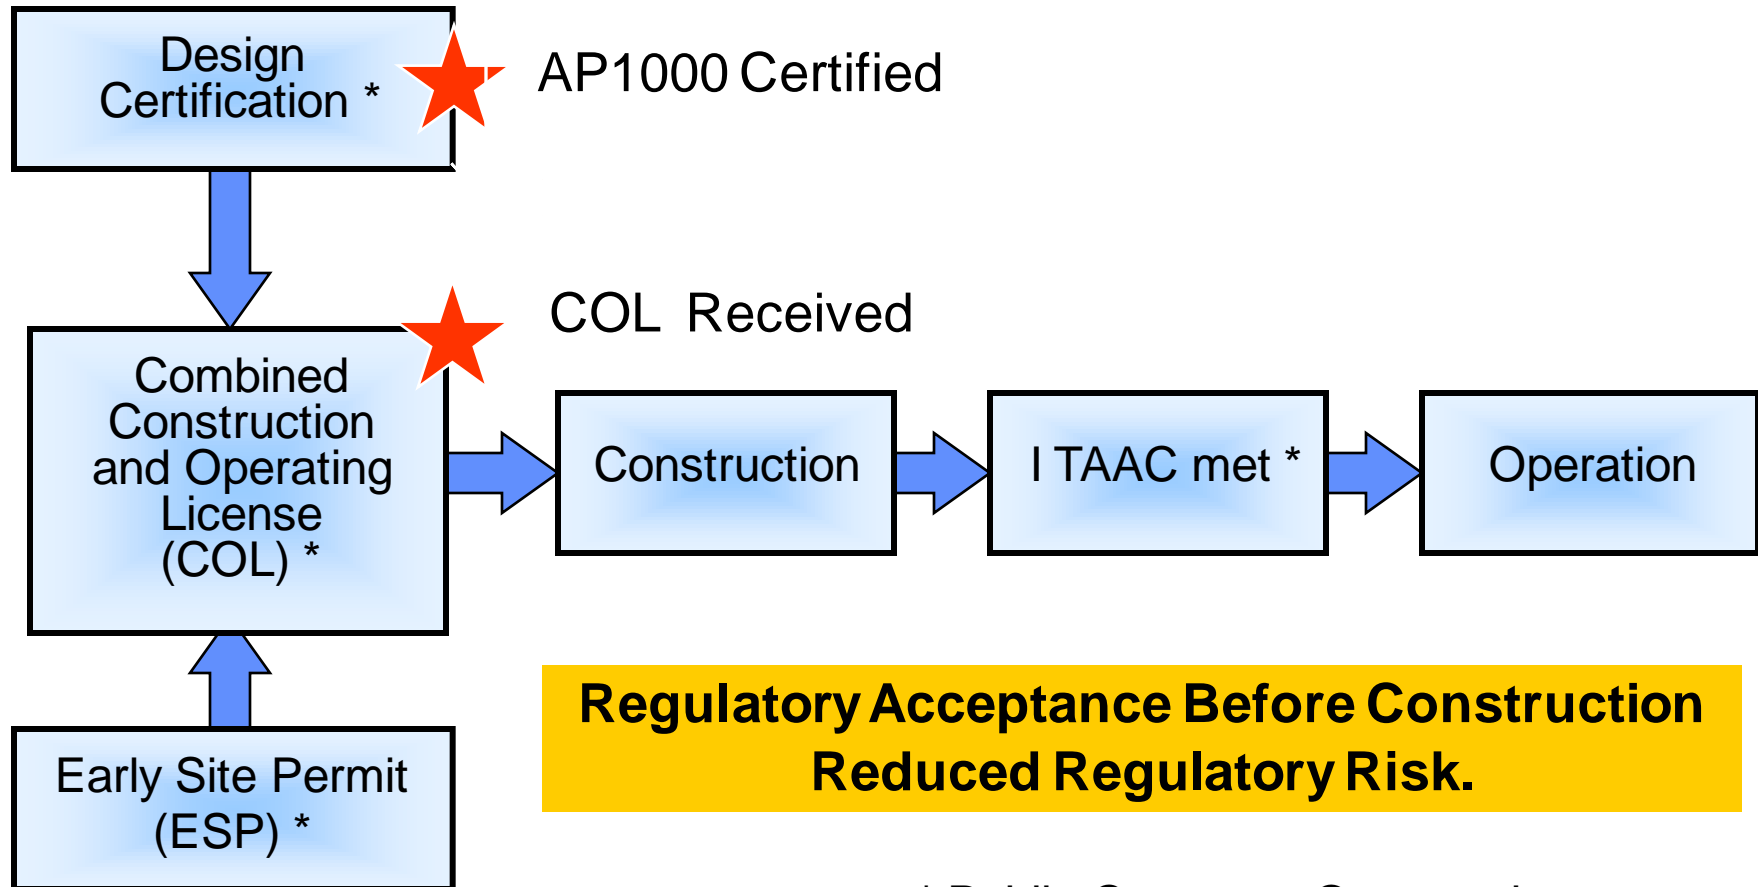 Design
Certification *
AP1000 Certified
COL Received
Combined
Construction
and Operating
License
(COL) *
Construction
I TAAC met *
Operation
Regulatory Acceptance Before Construction
Reduced Regulatory Risk.
Early Site Permit
(ESP) *